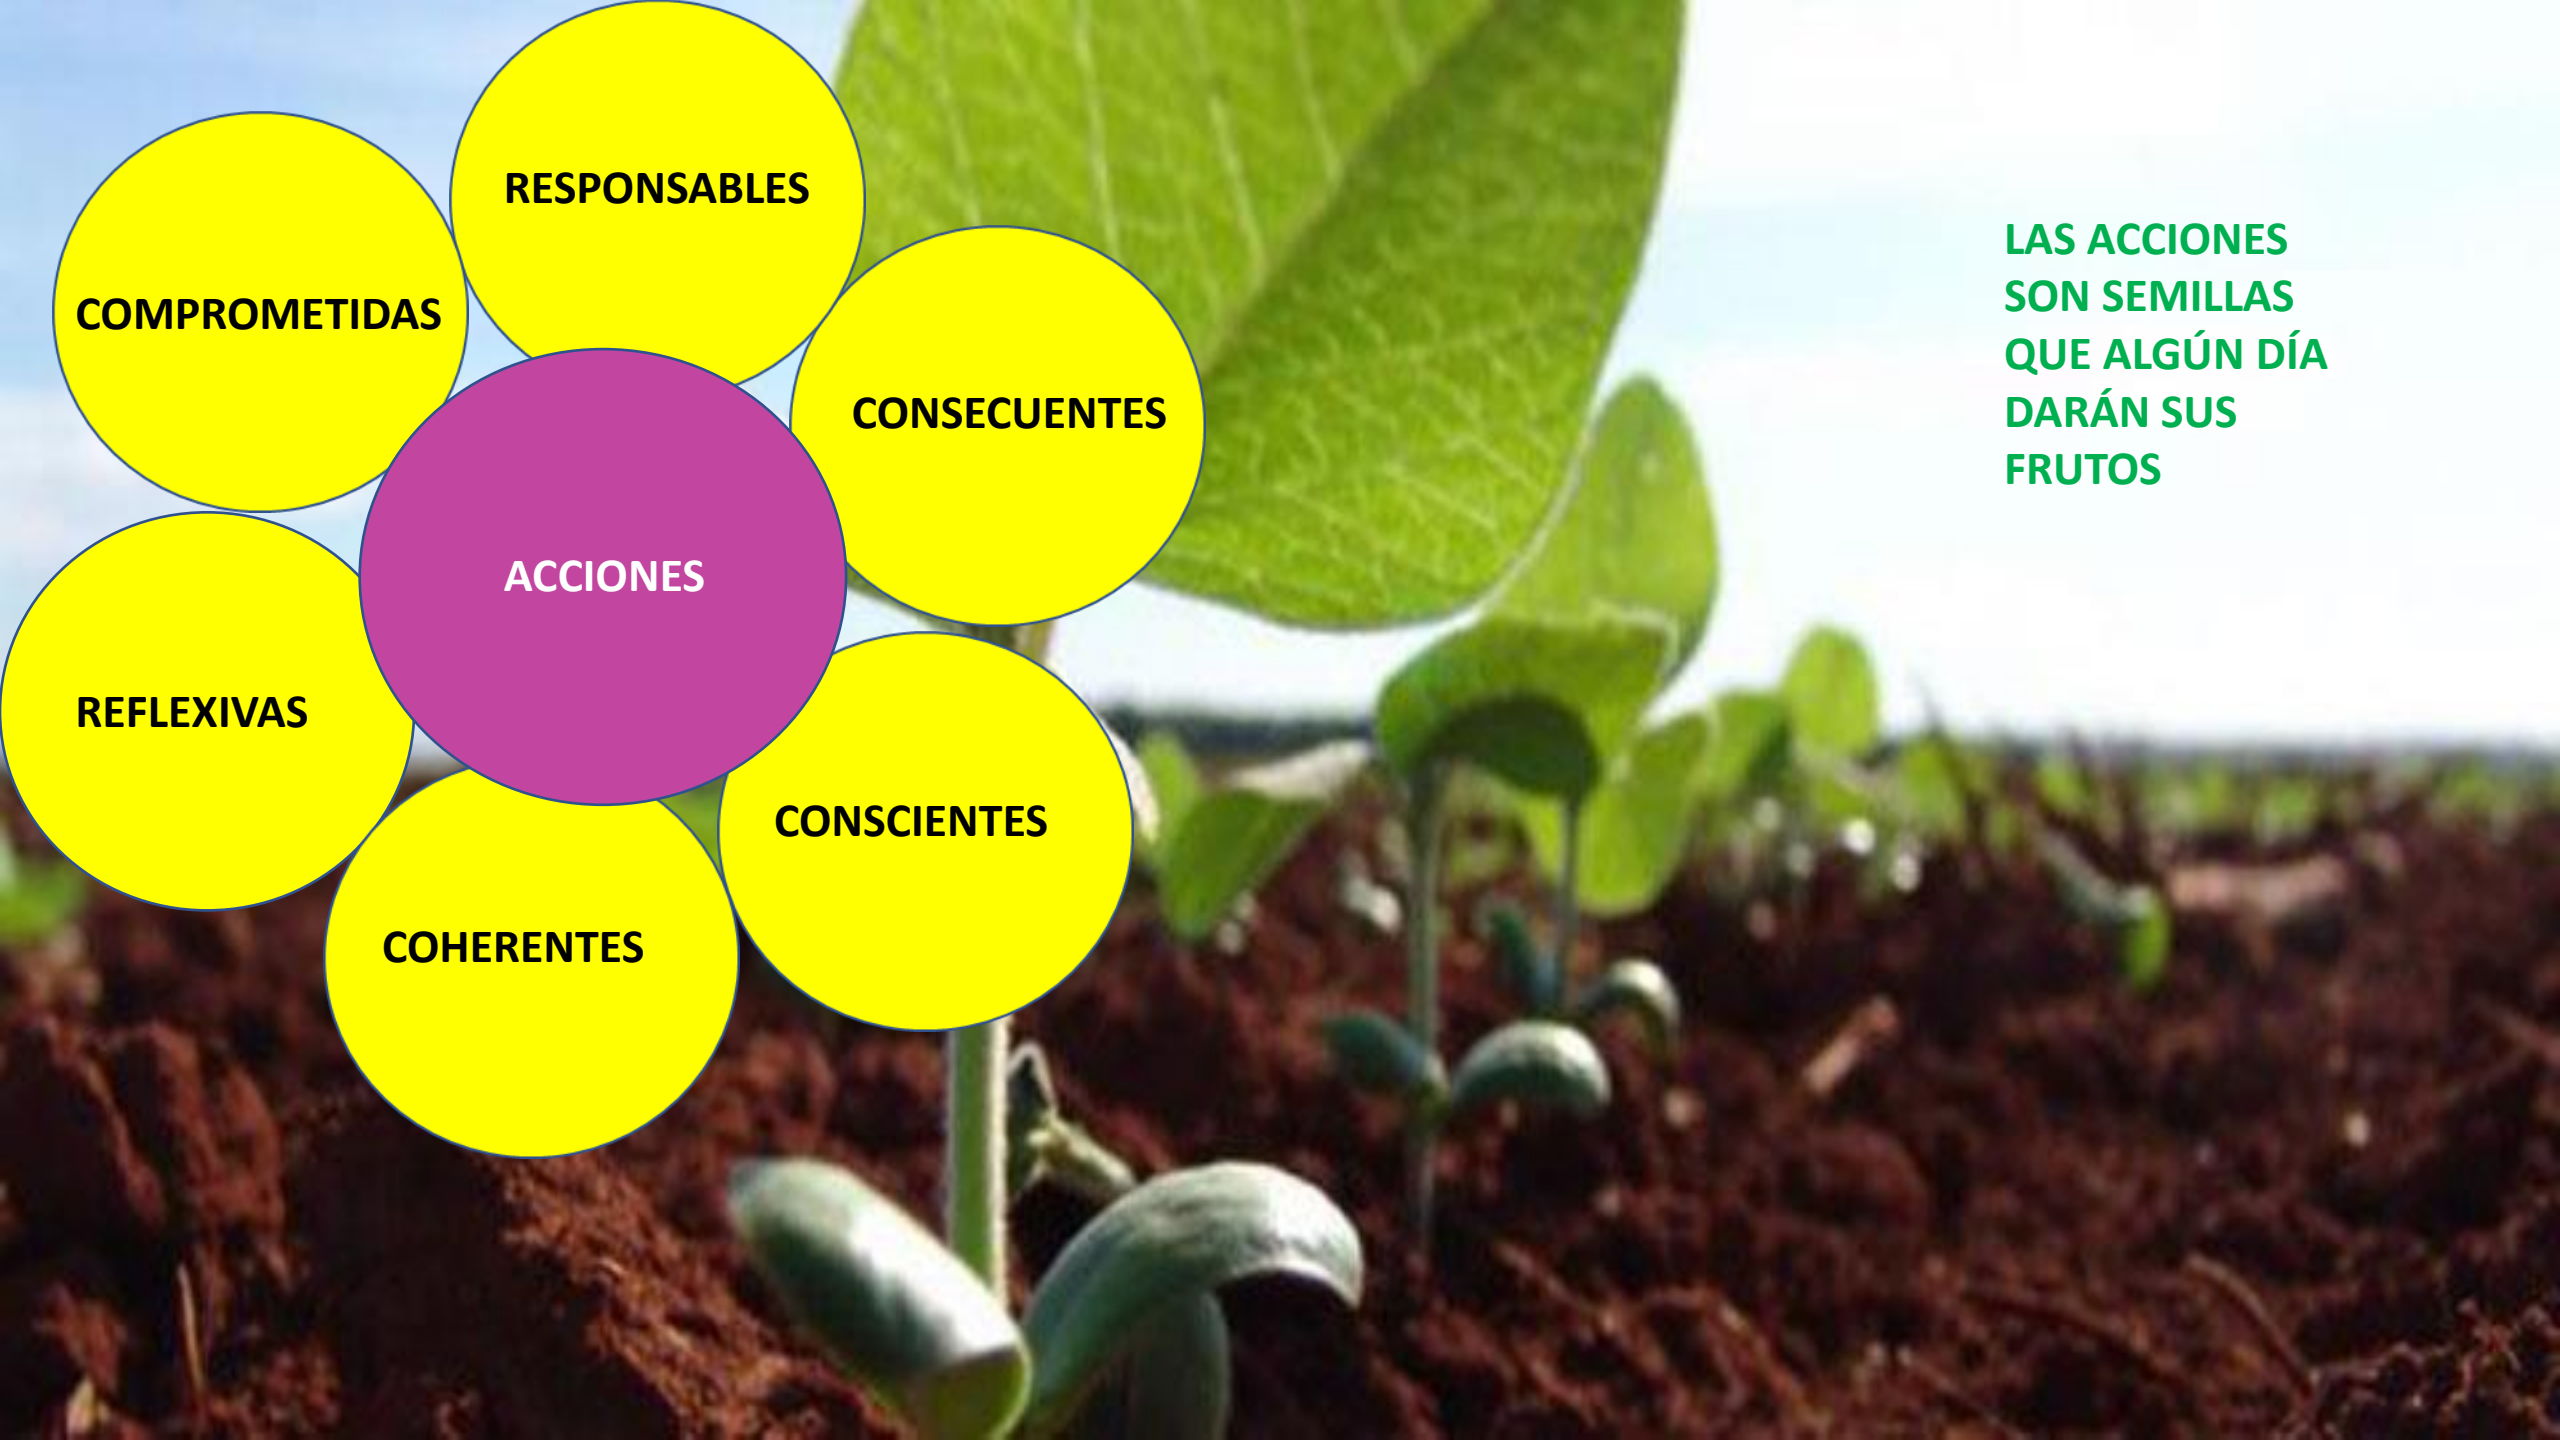 RESPONSABLES
COMPROMETIDAS
CONSECUENTES
ACCIONES
REFLEXIVAS
CONSCIENTES
COHERENTES
LAS ACCIONES
SON SEMILLAS
QUE ALGÚN DÍA
DARÁN SUS
FRUTOS